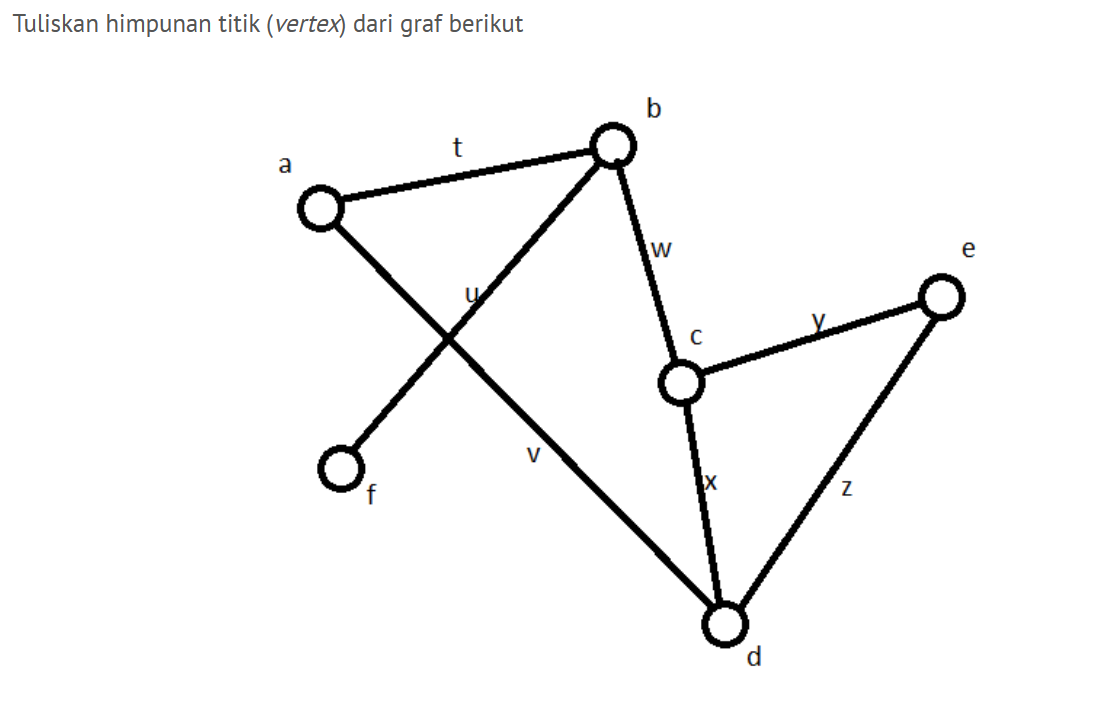 Tuliskan himpunan titik (vertex) dari graf berikut
b
t
a
w
e
u
y
c
v
x
z
f
d